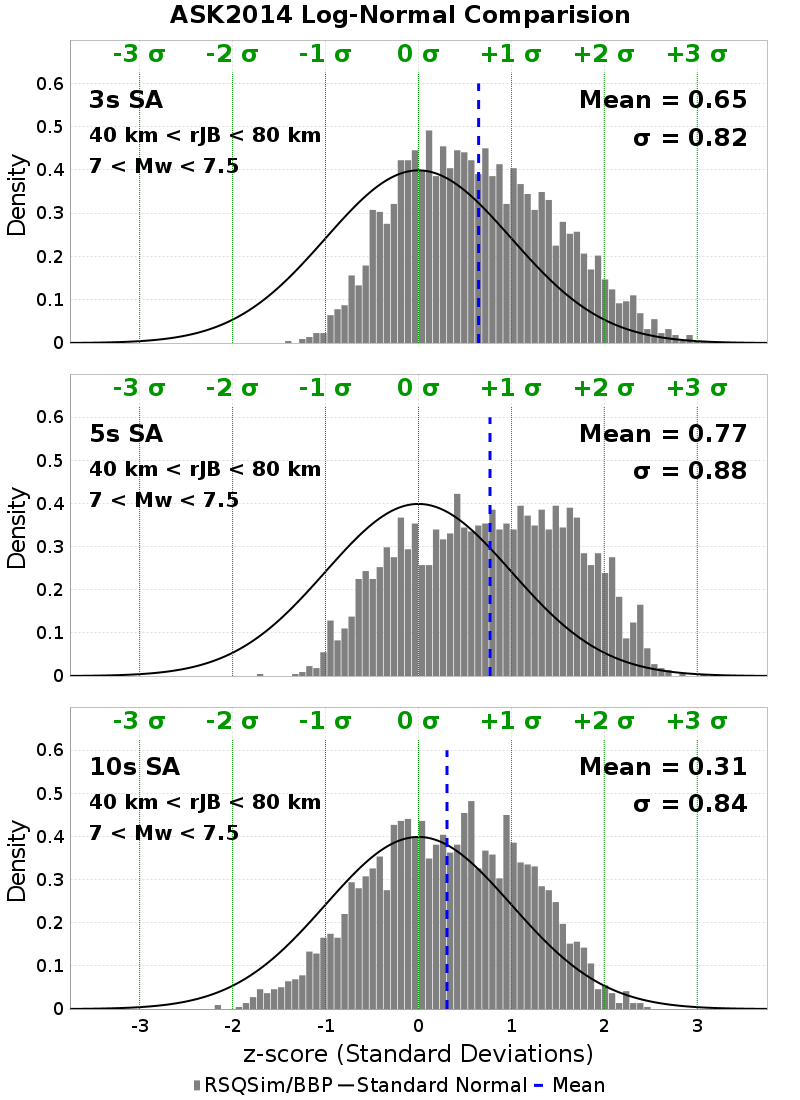 ASK2014 Log-Normal Comparision
-3 σ -2 σ -1 σ 0 σ +1 σ +2 σ +3 σ
3s SA
Mean = 0.65
40 km < rJB < 80 km
σ = 0.82
7 < Mw < 7.5
0.6
0.5
0.4
0.3
0.2
0.1
0
Density
-3 σ -2 σ -1 σ 0 σ +1 σ +2 σ +3 σ
5s SA
Mean = 0.77
40 km < rJB < 80 km
σ = 0.88
7 < Mw < 7.5
0.6
0.5
0.4
0.3
0.2
0.1
0
Density
-3 σ -2 σ -1 σ 0 σ +1 σ +2 σ +3 σ
10s SA
Mean = 0.31
40 km < rJB < 80 km
σ = 0.84
7 < Mw < 7.5
0.6
0.5
0.4
0.3
0.2
0.1
0
Density
-3 -2 -1 0 1 2 3
z-score (Standard Deviations)
RSQSim/BBP Standard Normal Mean